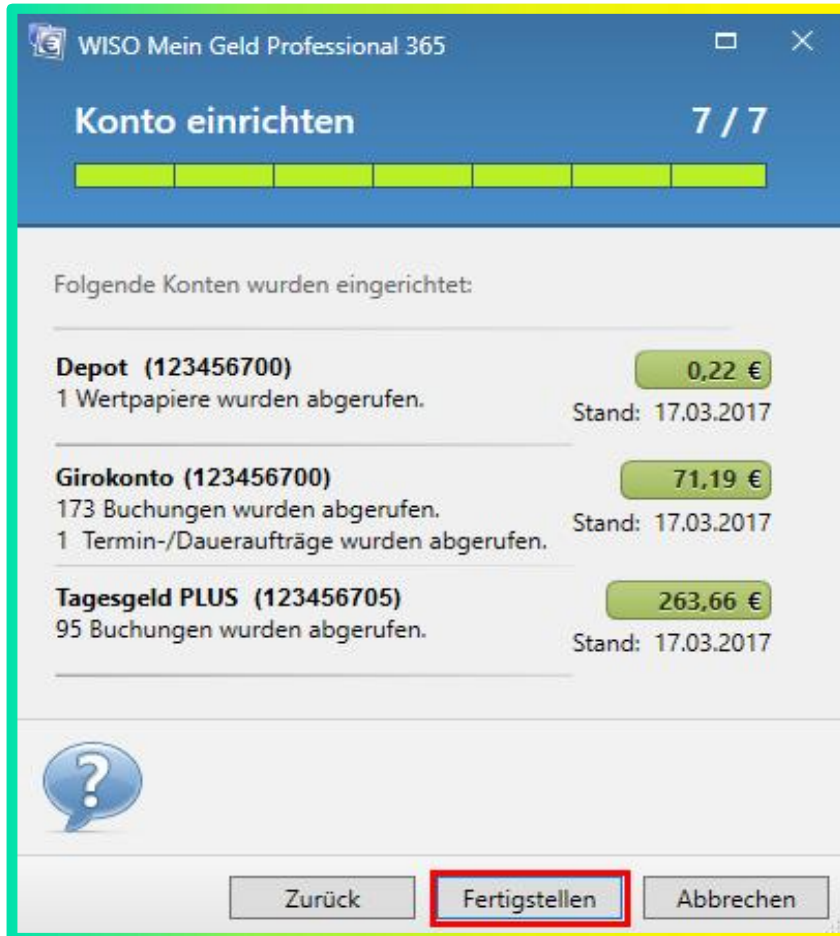 WISO Mein Geld Professional 365
Konto einrichten 7 / 7
Folgende Konten wurden eingerichtet:
Depot (123456700) 0,22 €
1 Wertpapiere wurden abgerufen.
Stand: 17.03.2017
Girokonto (123456700) 71,19 €
173 Buchungen wurden abgerufen.
Stand: 17.03.2017
1 Termin-/Daueraufträge wurden abgerufen.
Tagesgeld PLUS (123456705) 263,66 €
95 Buchungen wurden abgerufen.
Stand: 17.03.2017
?
Zurück Fertigstellen Abbrechen